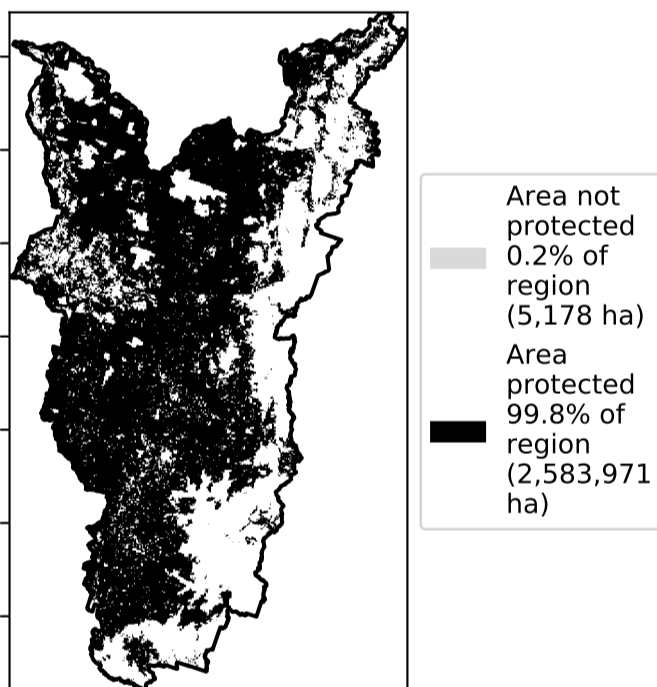 Area not
protected
0.2% of
region
(5,178 ha)
Area
protected
99.8% of
region
(2,583,971
ha)